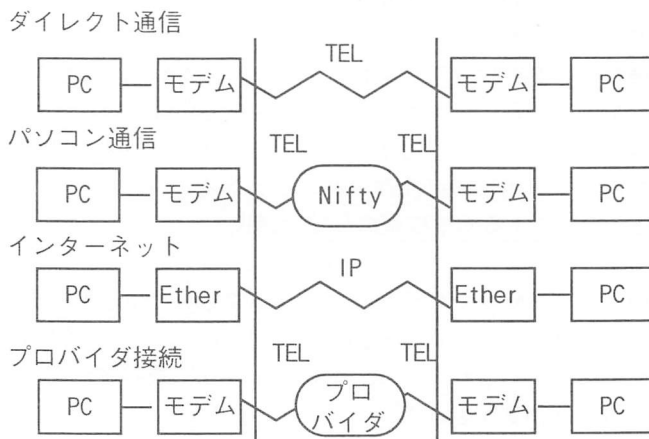 ダイレクト通信
TEL
PC モデム モデム PC
パソコン通信
TEL TEL
PC モデム Nifty モデム PC
インターネット
IP
PC Ether Ether PC
プロバイダ接続
TEL TEL
PC モデム プロ
バイダ モデム PC